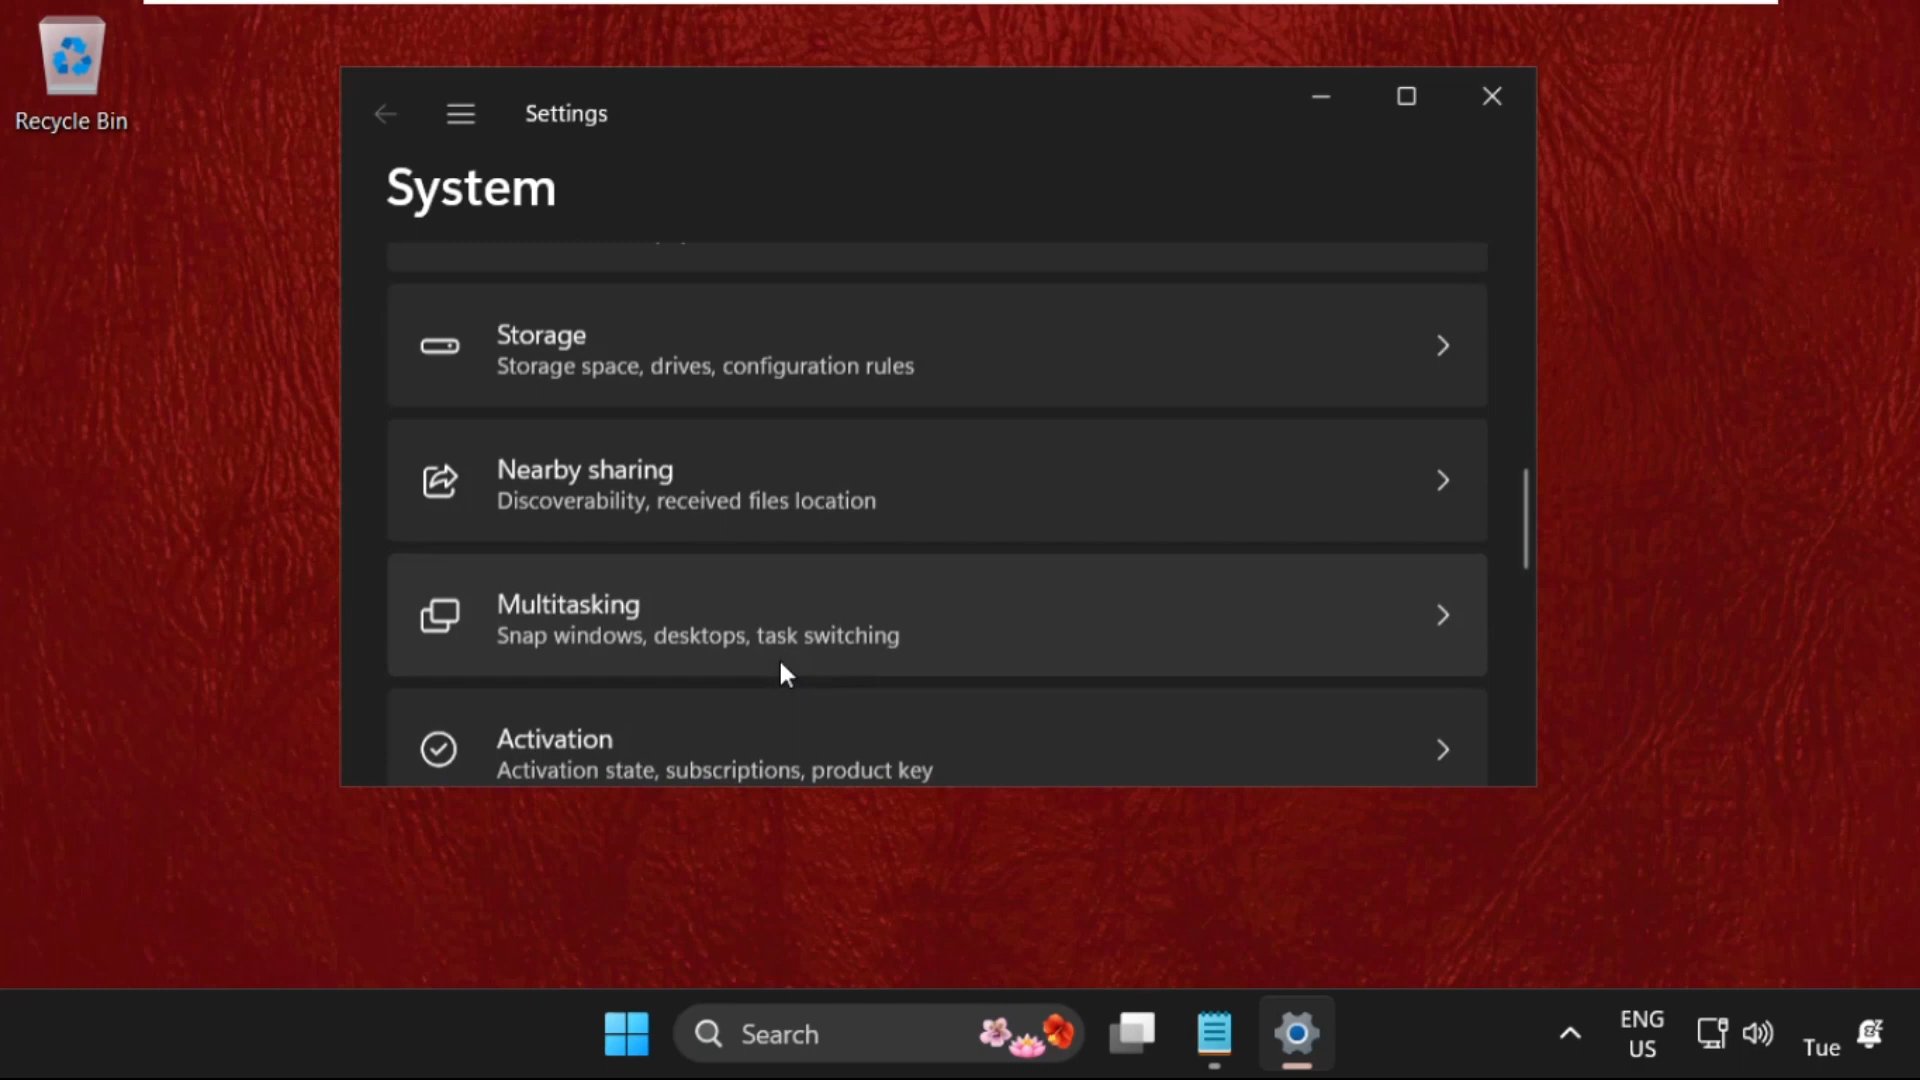 Recycle Bin
Settings
System
Storage
Storage space, drives, configuration rules
Nearby sharing
Discoverability, received files location
Multitasking
Snap windows, desktops, task switching
Activation
Activation state, subscriptions, product key
Search
ENG
US
Tue